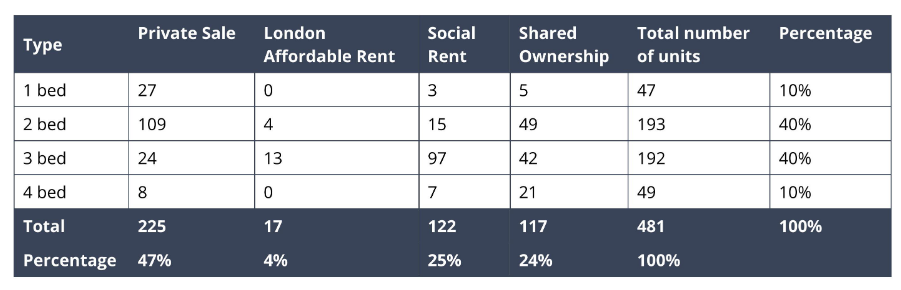 Type Private Sale London Affordable Rent Social Rent Shared Ownership Total number of units Percentage
1 bed 27 0 3 5 47 10%
2 bed 109 4 15 49 193 40%
3 bed 24 13 97 42 192 40%
4 bed 8 0 7 21 49 10%
Total 225 17 122 117 481 100%
Percentage 47% 4% 25% 24% 100%